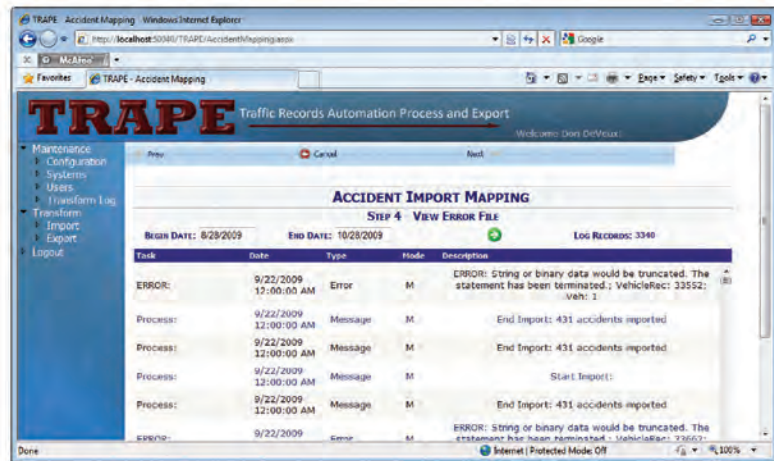 TRAPE - Accident Mapping - Windows Internet Explorer
http://localhost:50040/TRAPE/AccidentMapping.aspx
Google
X McAfee
Favorites TRAPE - Accident Mapping Page Safety Tools
TRAPE Traffic Records Automation Process and Export
Welcome Don DeVeux!
Maintenance
Configuration
Systems
Users
Transform Log
Transform
Import
Export
Logout
Prev Cancel Next
ACCIDENT IMPORT MAPPING
STEP 4 - VIEW ERROR FILE
BEGIN DATE: 8/28/2009 END DATE: 10/28/2009 LOG RECORDS: 3340
Task Date Type Mode Description
ERROR: 9/22/2009 12:00:00 AM Error M ERROR: String or binary data would be truncated. The statement has been terminated.; VehicleRec: 33552; Veh: 1
Process: 9/22/2009 12:00:00 AM Message M End Import: 431 accidents imported
Process: 9/22/2009 12:00:00 AM Message M End Import: 431 accidents imported
Process: 9/22/2009 12:00:00 AM Message M Start Import:
Process: 9/22/2009 12:00:00 AM Message M End Import: 431 accidents imported
ERROR: 9/22/2009 Error M ERROR: String or binary data would be truncated. The statement has been terminated.; VehicleRec:
Done Internet | Protected Mode: Off 100%